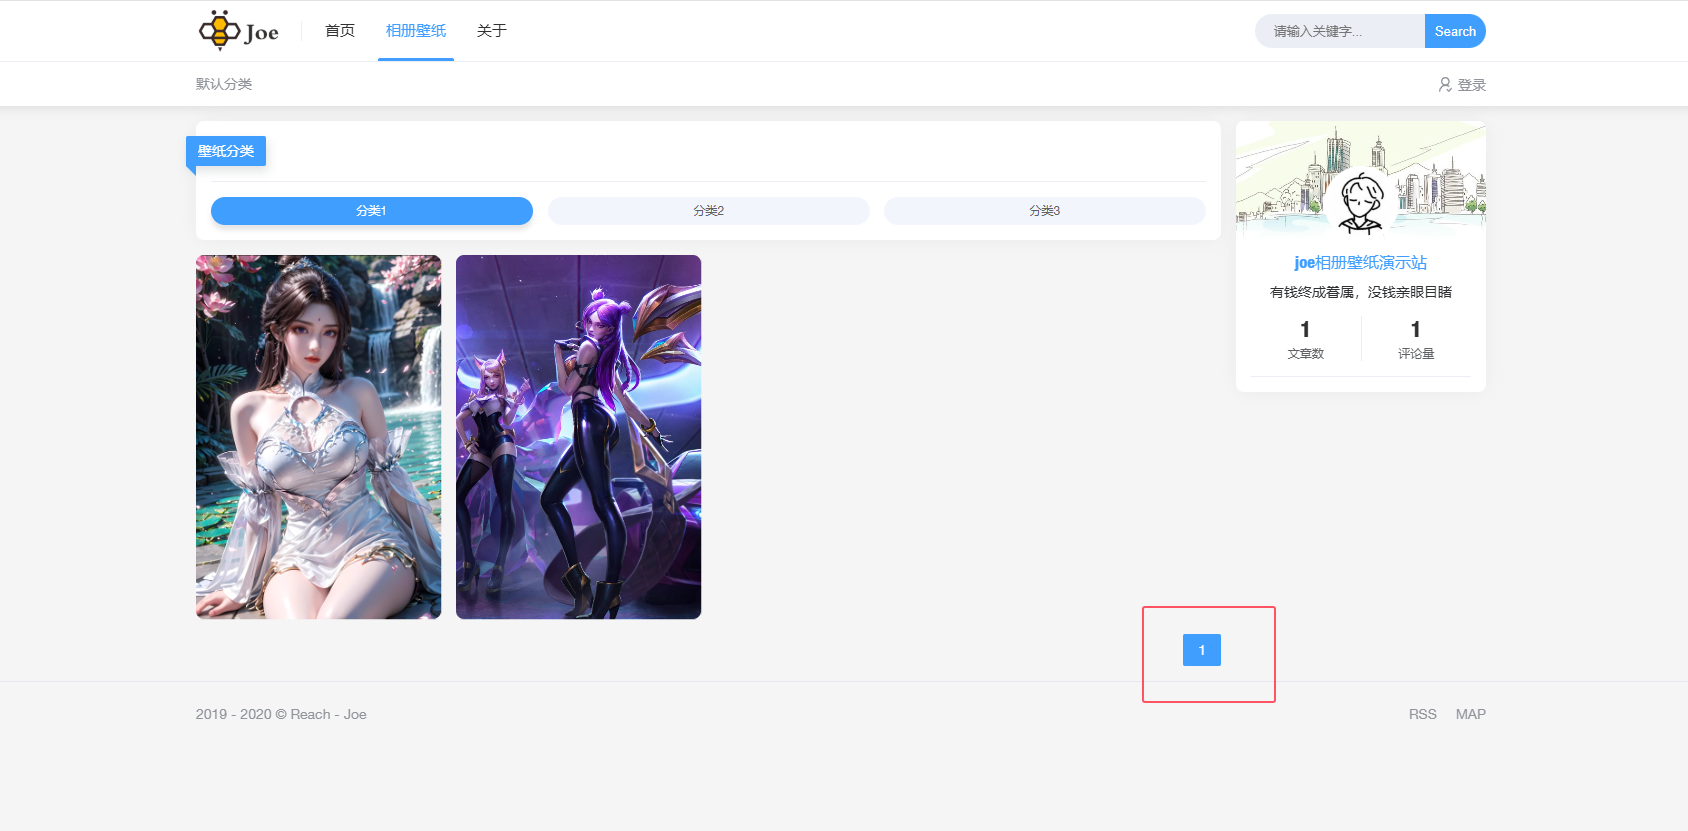 Joe 首页 相册壁纸 关于 请输入关键字... Search
默认分类 登录
壁纸分类
分类1 分类2 分类3
joe相册壁纸演示站
有钱终成眷属，没钱亲眼目睹
1 1
文章数 评论量
1
2019 - 2020 © Reach - Joe RSS MAP